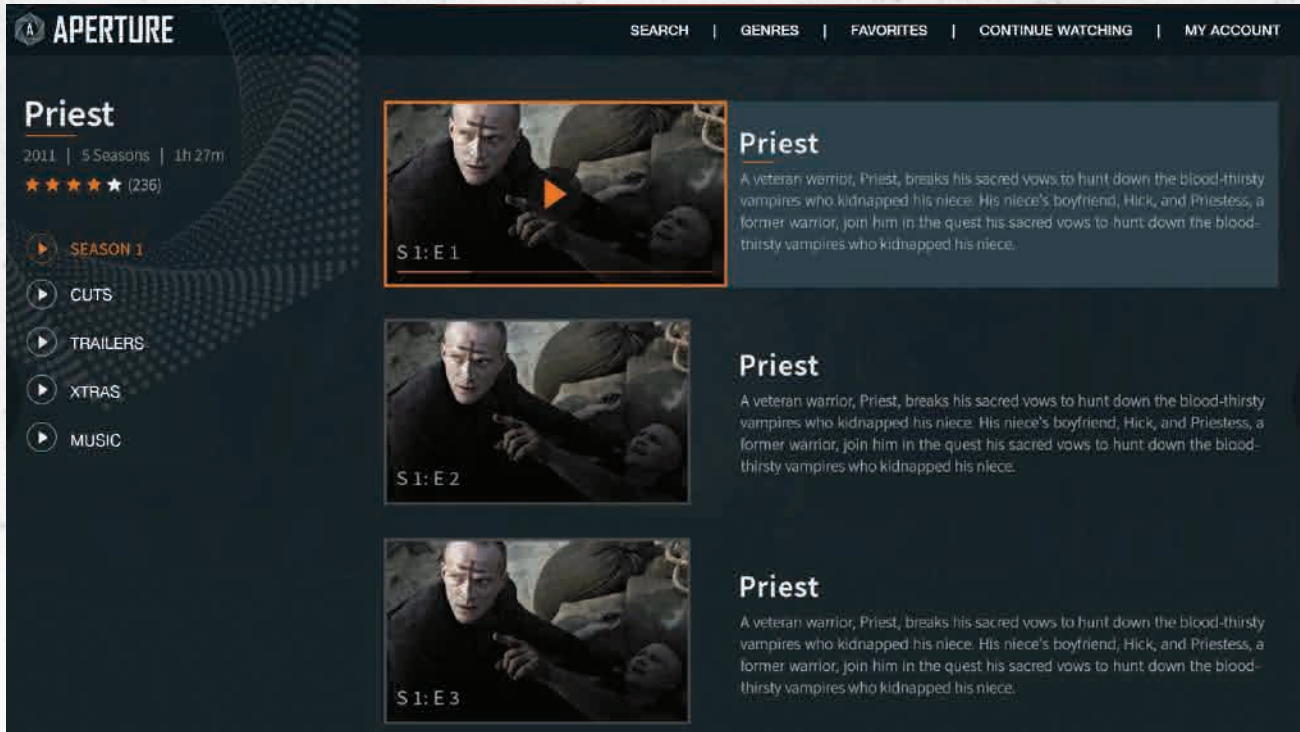 A APERTURE
SEARCH | GENRES | FAVORITES | CONTINUE WATCHING | MY ACCOUNT
Priest
2011 | 5 Seasons | 1h 27m
(236)
SEASON 1
CUTS
TRAILERS
XTRAS
MUSIC
S 1: E 1
Priest
A veteran warrior, Priest, breaks his sacred vows to hunt down the blood-thirsty
vampires who kidnapped his niece. His niece's boyfriend, Hick, and Priestess, a
former warrior, join him in the quest his sacred vows to hunt down the blood-
thirsty vampires who kidnapped his niece.
S 1: E 2
Priest
A veteran warrior, Priest, breaks his sacred vows to hunt down the blood-thirsty
vampires who kidnapped his niece. His niece's boyfriend, Hick, and Priestess, a
former warrior, join him in the quest his sacred vows to hunt down the blood-
thirsty vampires who kidnapped his niece.
S 1: E 3
Priest
A veteran warrior, Priest, breaks his sacred vows to hunt down the blood-thirsty
vampires who kidnapped his niece. His niece's boyfriend, Hick, and Priestess, a
former warrior, join him in the quest his sacred vows to hunt down the blood-
thirsty vampires who kidnapped his niece.